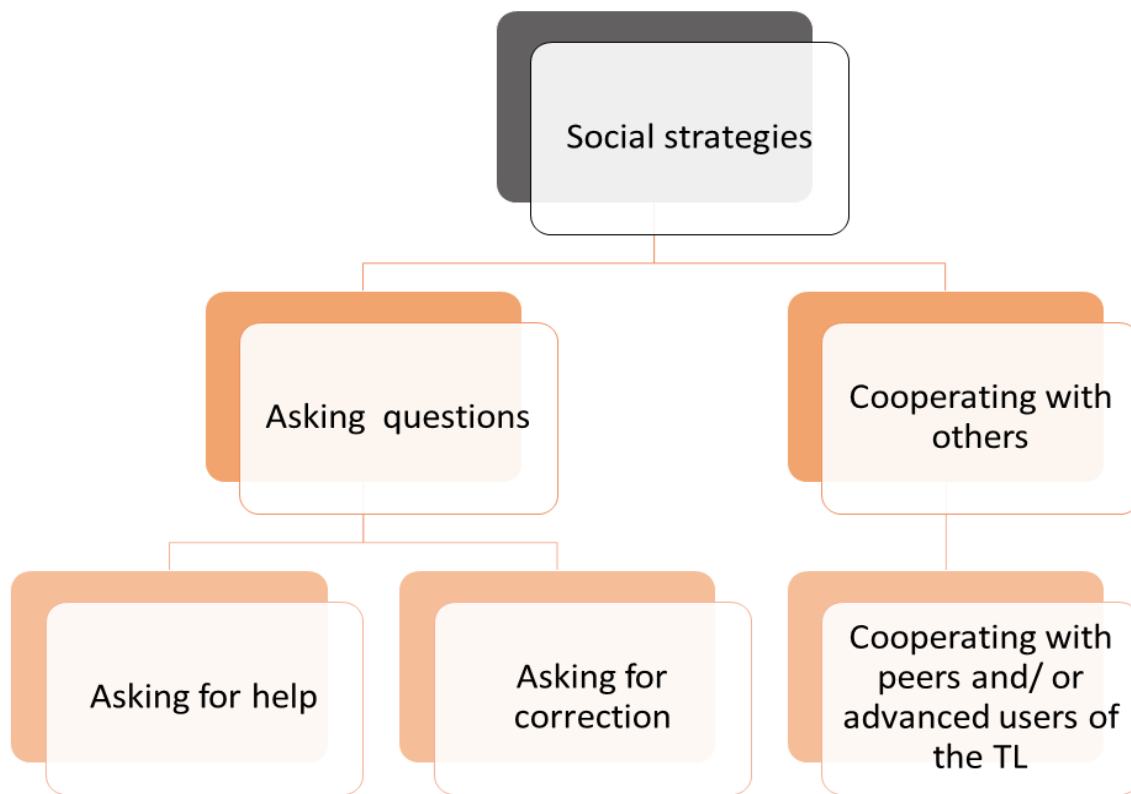 Social strategies
Asking questions
Cooperating with
others
Asking for help
Asking for
correction
Cooperating with
peers and/ or
advanced users of
the TL